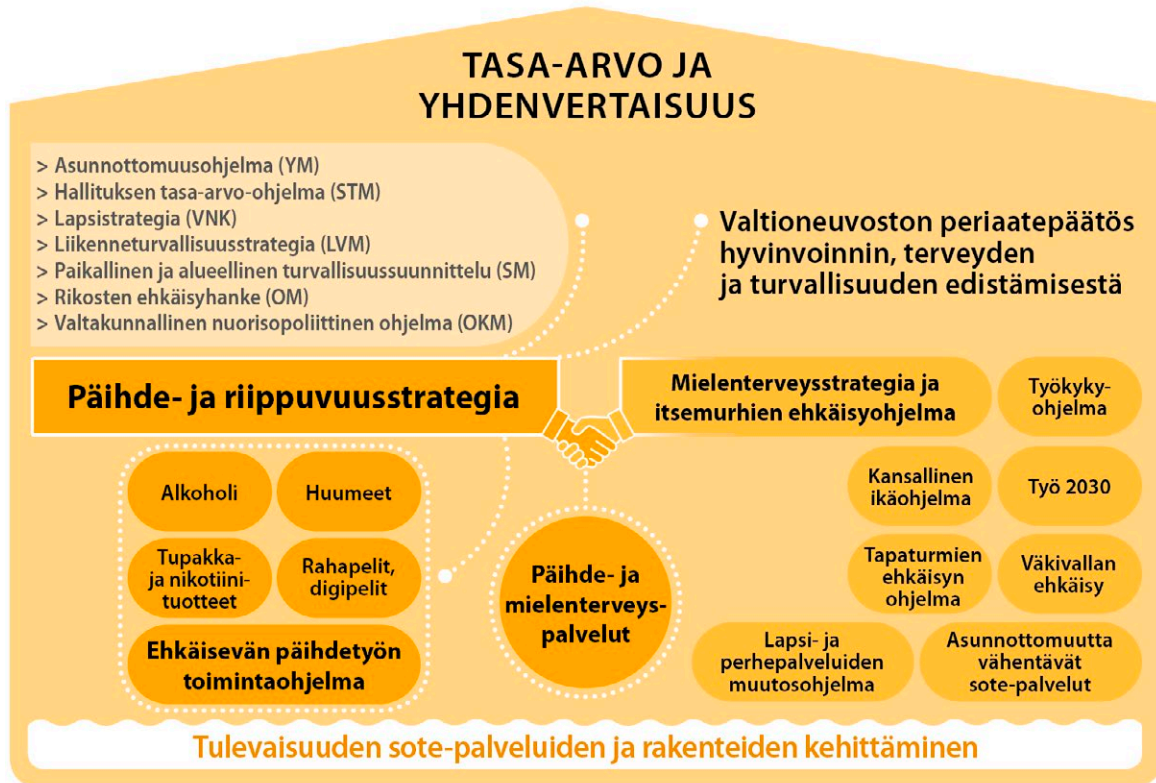 TASA-ARVO JA
YHDENVERTAISUUS
> Asunnottomuusohjelma (YM)
> Hallituksen tasa-arvo-ohjelma (STM)
> Lapsistrategia (VNK)
> Liikenneturvallisuusstrategia (LVM)
> Paikallinen ja alueellinen turvallisuussuunnittelu (SM)
> Rikosten ehkäisyhanke (OM)
> Valtakunnallinen nuorisopoliittinen ohjelma (OKM)
Valtioneuvoston periaatepäätös
hyvinvoinnin, terveyden
ja turvallisuuden edistämisestä
Päihde- ja riippuvuusstrategia
Mielenterveysstrategia ja
itsemurhien ehkäisyohjelma
Työkyky-
ohjelma
Alkoholi
Huumeet
Tupakka-
ja nikotiini-
tuotteet
Rahapelit,
digipelit
Ehkäisevän päihdetyön
toimintaohjelma
Päihde- ja
mielenterveys-
palvelut
Kansallinen
ikäohjelma
Työ 2030
Tapaturmien
ehkäisyn
ohjelma
Väkivallan
ehkäisy
Lapsi- ja
perhepalveluiden
muutosohjelma
Asunnottomuutta
vähentävät
sote-palvelut
Tulevaisuuden sote-palveluiden ja rakenteiden kehittäminen